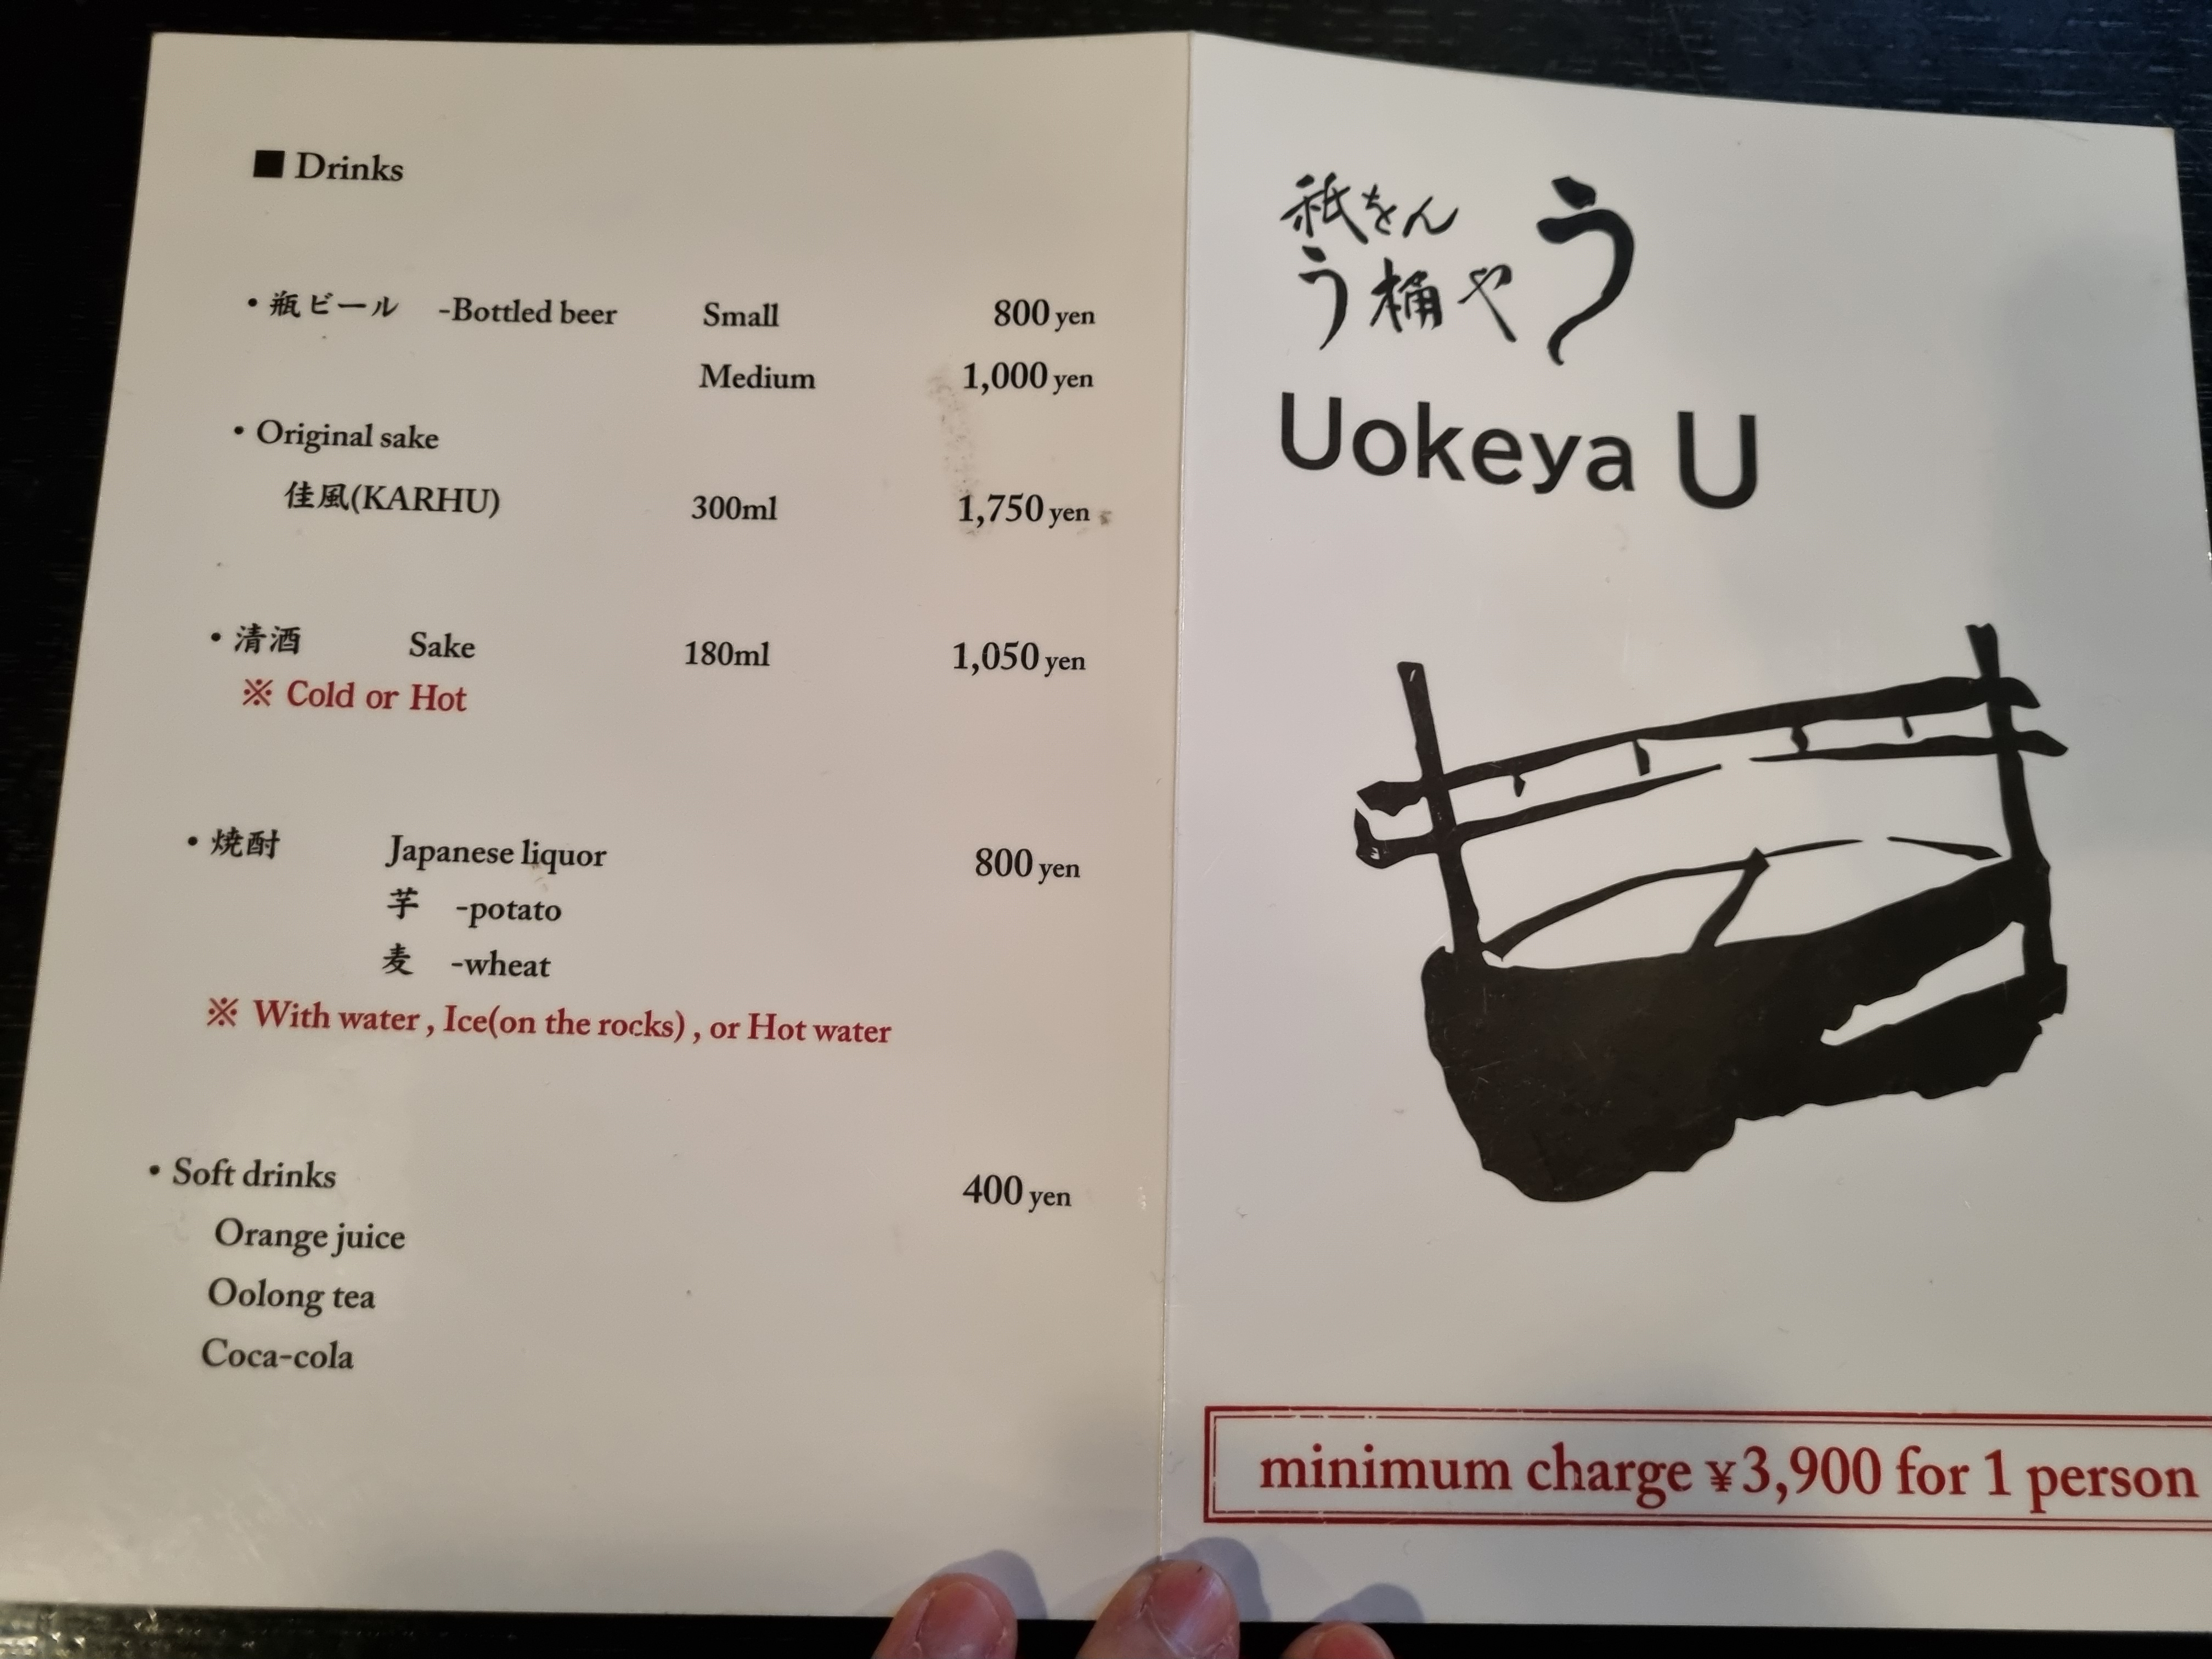 ■ Drinks
・瓶ビール -Bottled beer Small 800 yen
Medium 1,000 yen
・Original sake
佳風(KARHU) 300ml 1,750 yen
・清酒 Sake 180ml 1,050 yen
※ Cold or Hot
・焼酎 Japanese liquor 800 yen
芋 -potato
麦 -wheat
※ With water , Ice(on the rocks) , or Hot water
・Soft drinks 400 yen
Orange juice
Oolong tea
Coca-cola
祇をん
う桶や う
Uokeya U
minimum charge ¥3,900 for 1 person